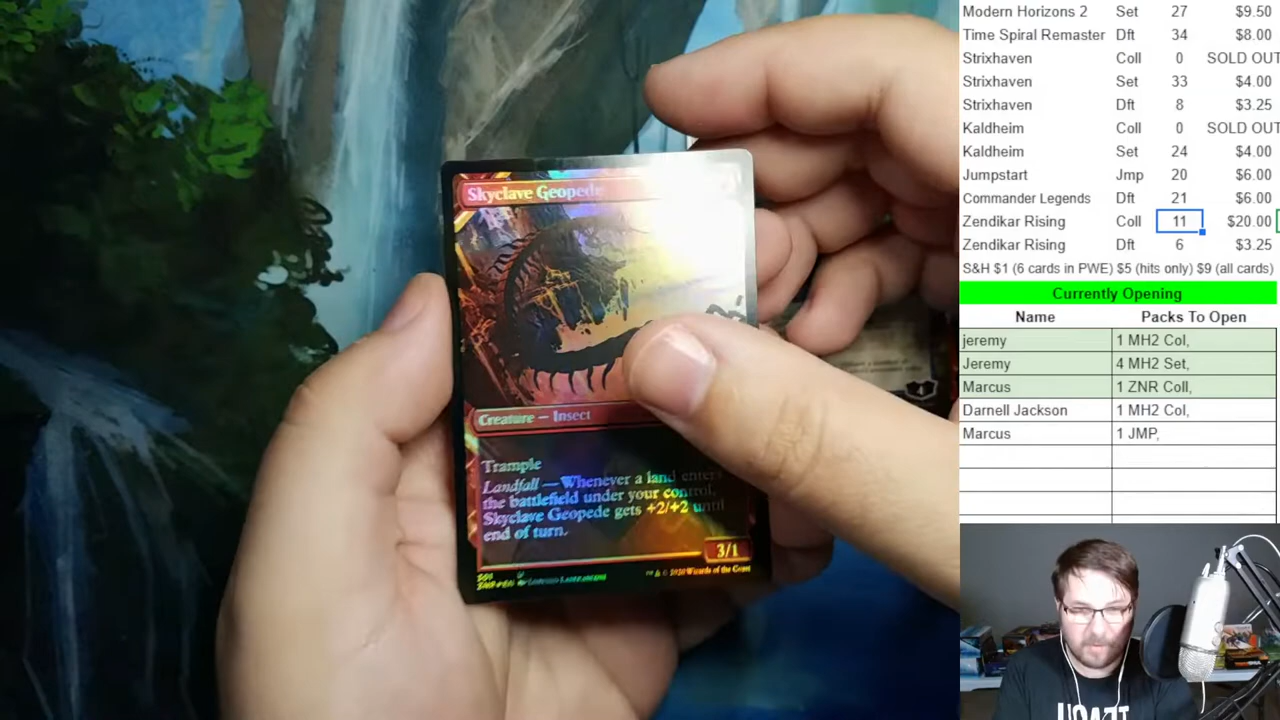 Skyclave Geopede
Creature — Insect
Trample
Landfall — Whenever a land enters
the battlefield under your control,
Skyclave Geopede gets +2/+2 until
end of turn.
3/1
2020 Wizards of the Coast
Modern Horizons 2 Set 27 $9.50
Time Spiral Remaster Dft 34 $8.00
Strixhaven Coll 0 SOLD OUT
Strixhaven Set 33 $4.00
Strixhaven Dft 8 $3.25
Kaldheim Coll 0 SOLD OUT
Kaldheim Set 24 $4.00
Jumpstart Jmp 20 $6.00
Commander Legends Dft 21 $6.00
Zendikar Rising Coll 11 $20.00
Zendikar Rising Dft 6 $3.25
S&H $1 (6 cards in PWE) $5 (hits only) $9 (all cards)
Currently Opening
Name Packs To Open
jeremy 1 MH2 Col,
Jeremy 4 MH2 Set,
Marcus 1 ZNR Coll,
Darnell Jackson 1 MH2 Col,
Marcus 1 JMP,